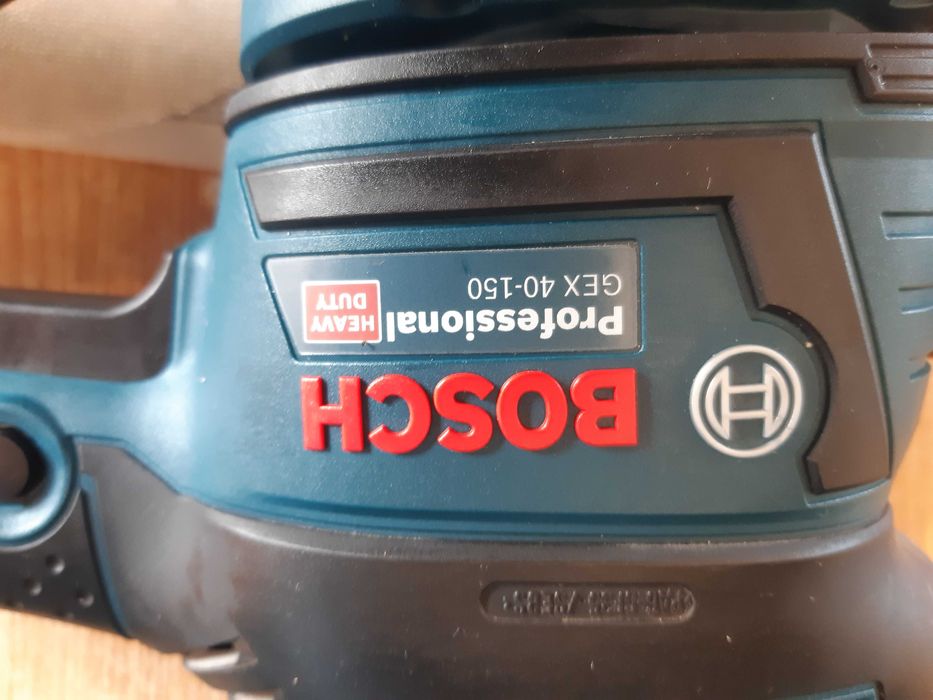 BOSCH
Professional
HEAVY
DUTY
GEX 40-150